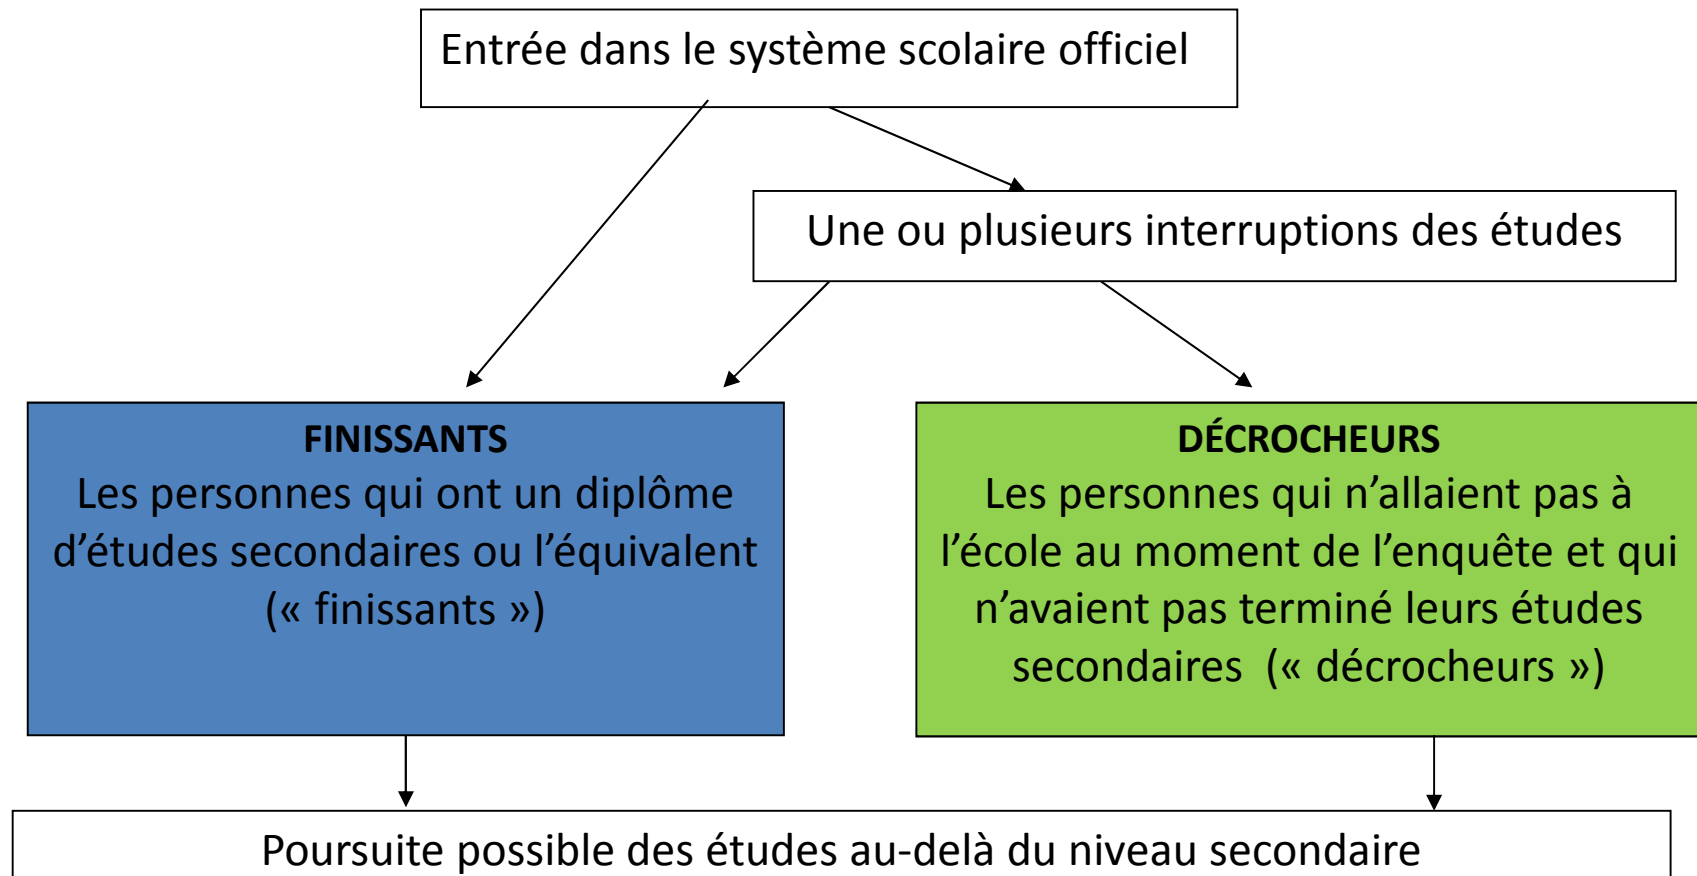 Entrée dans le système scolaire officiel
Une ou plusieurs interruptions des études
FINISSANTS
Les personnes qui ont un diplôme
d’études secondaires ou l’équivalent
(« finissants »)
DÉCROCHEURS
Les personnes qui n’allaient pas à
l’école au moment de l’enquête et qui
n’avaient pas terminé leurs études
secondaires  (« décrocheurs »)
Poursuite possible des études au-delà du niveau secondaire